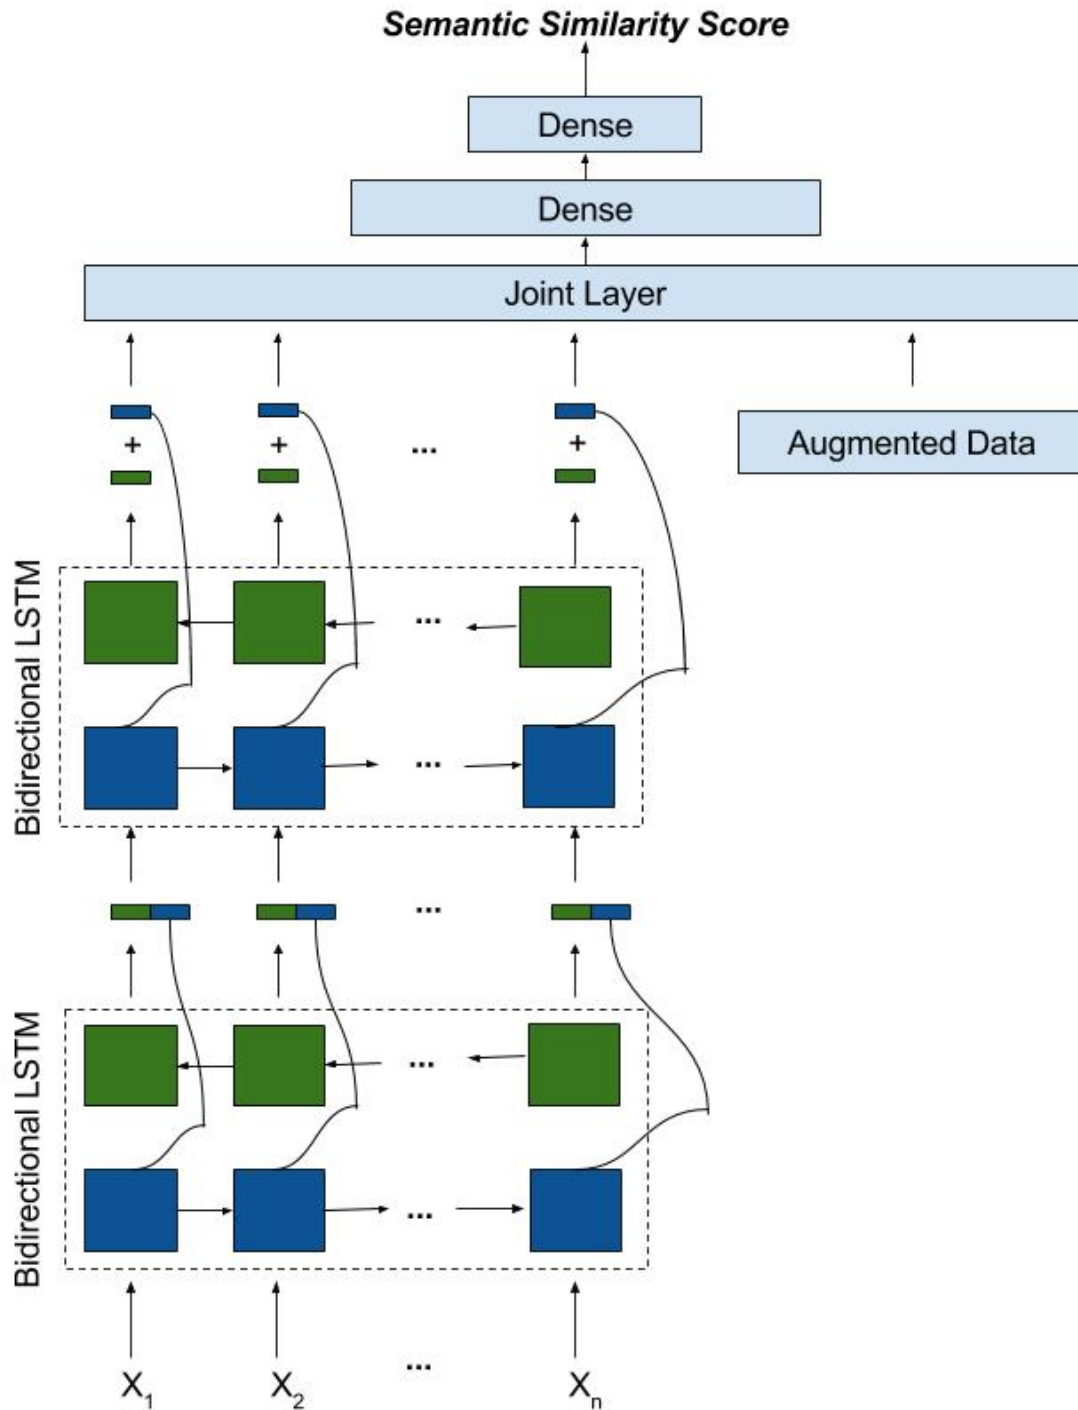 Semantic Similarity Score
Dense
Dense
Joint Layer
+
+
...
+
Augmented Data
Bidirectional LSTM
...
...
...
Bidirectional LSTM
...
...
X1
X2
...
Xn